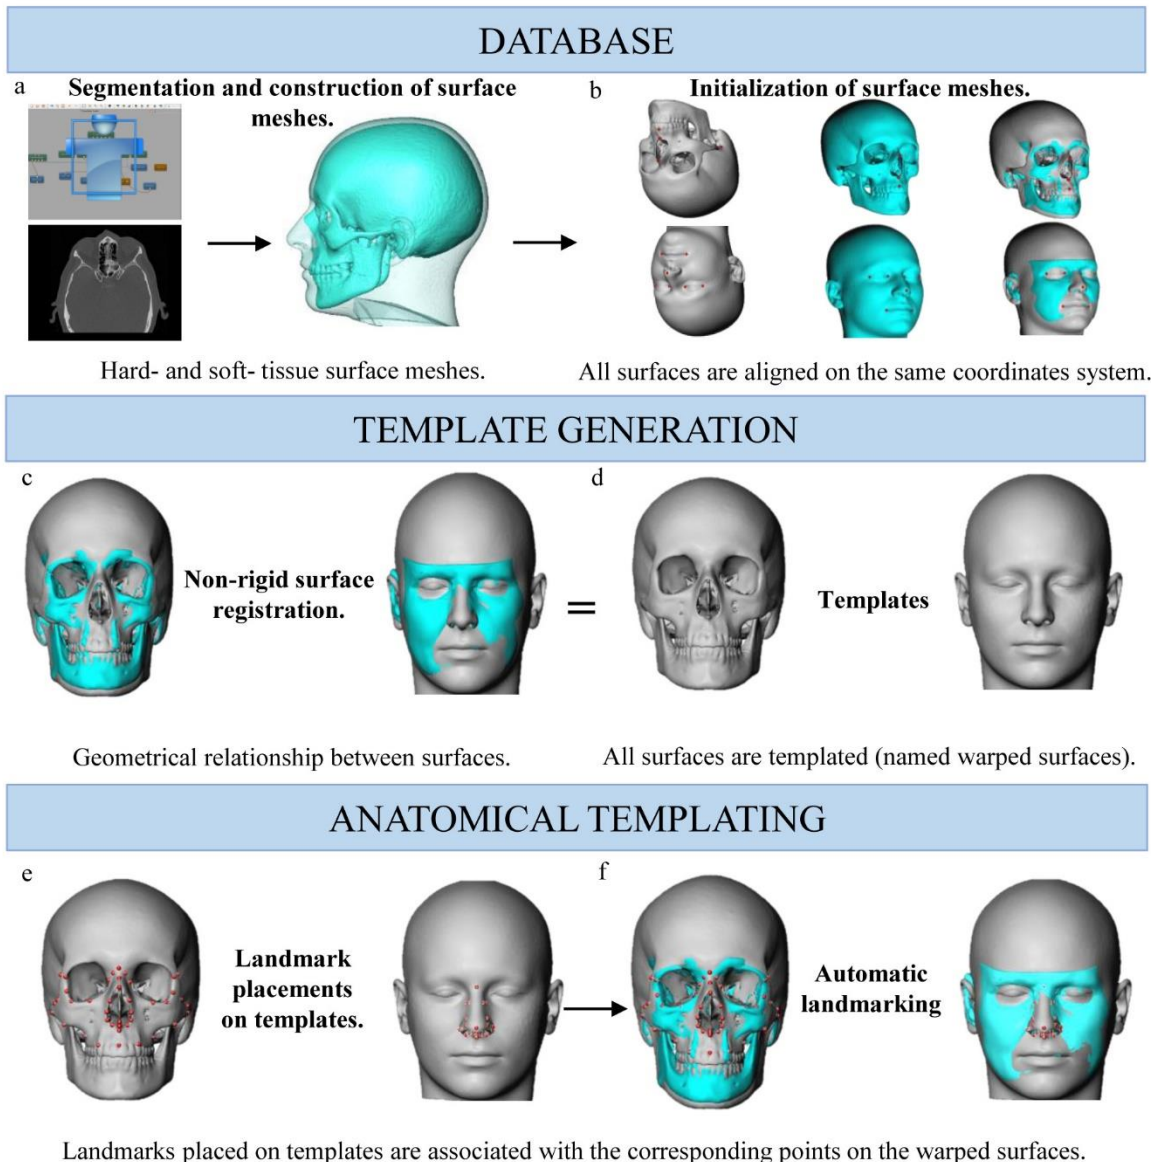 DATABASE
a
Segmentation and construction of surface
meshes.
b
Initialization of surface meshes.
Hard- and soft- tissue surface meshes.
All surfaces are aligned on the same coordinates system.
TEMPLATE GENERATION
c
Non-rigid surface
registration.
=
d
Templates
Geometrical relationship between surfaces.
All surfaces are templated (named warped surfaces).
ANATOMICAL TEMPLATING
e
Landmark
placements
on templates.
f
Automatic
landmarking
Landmarks placed on templates are associated with the corresponding points on the warped surfaces.